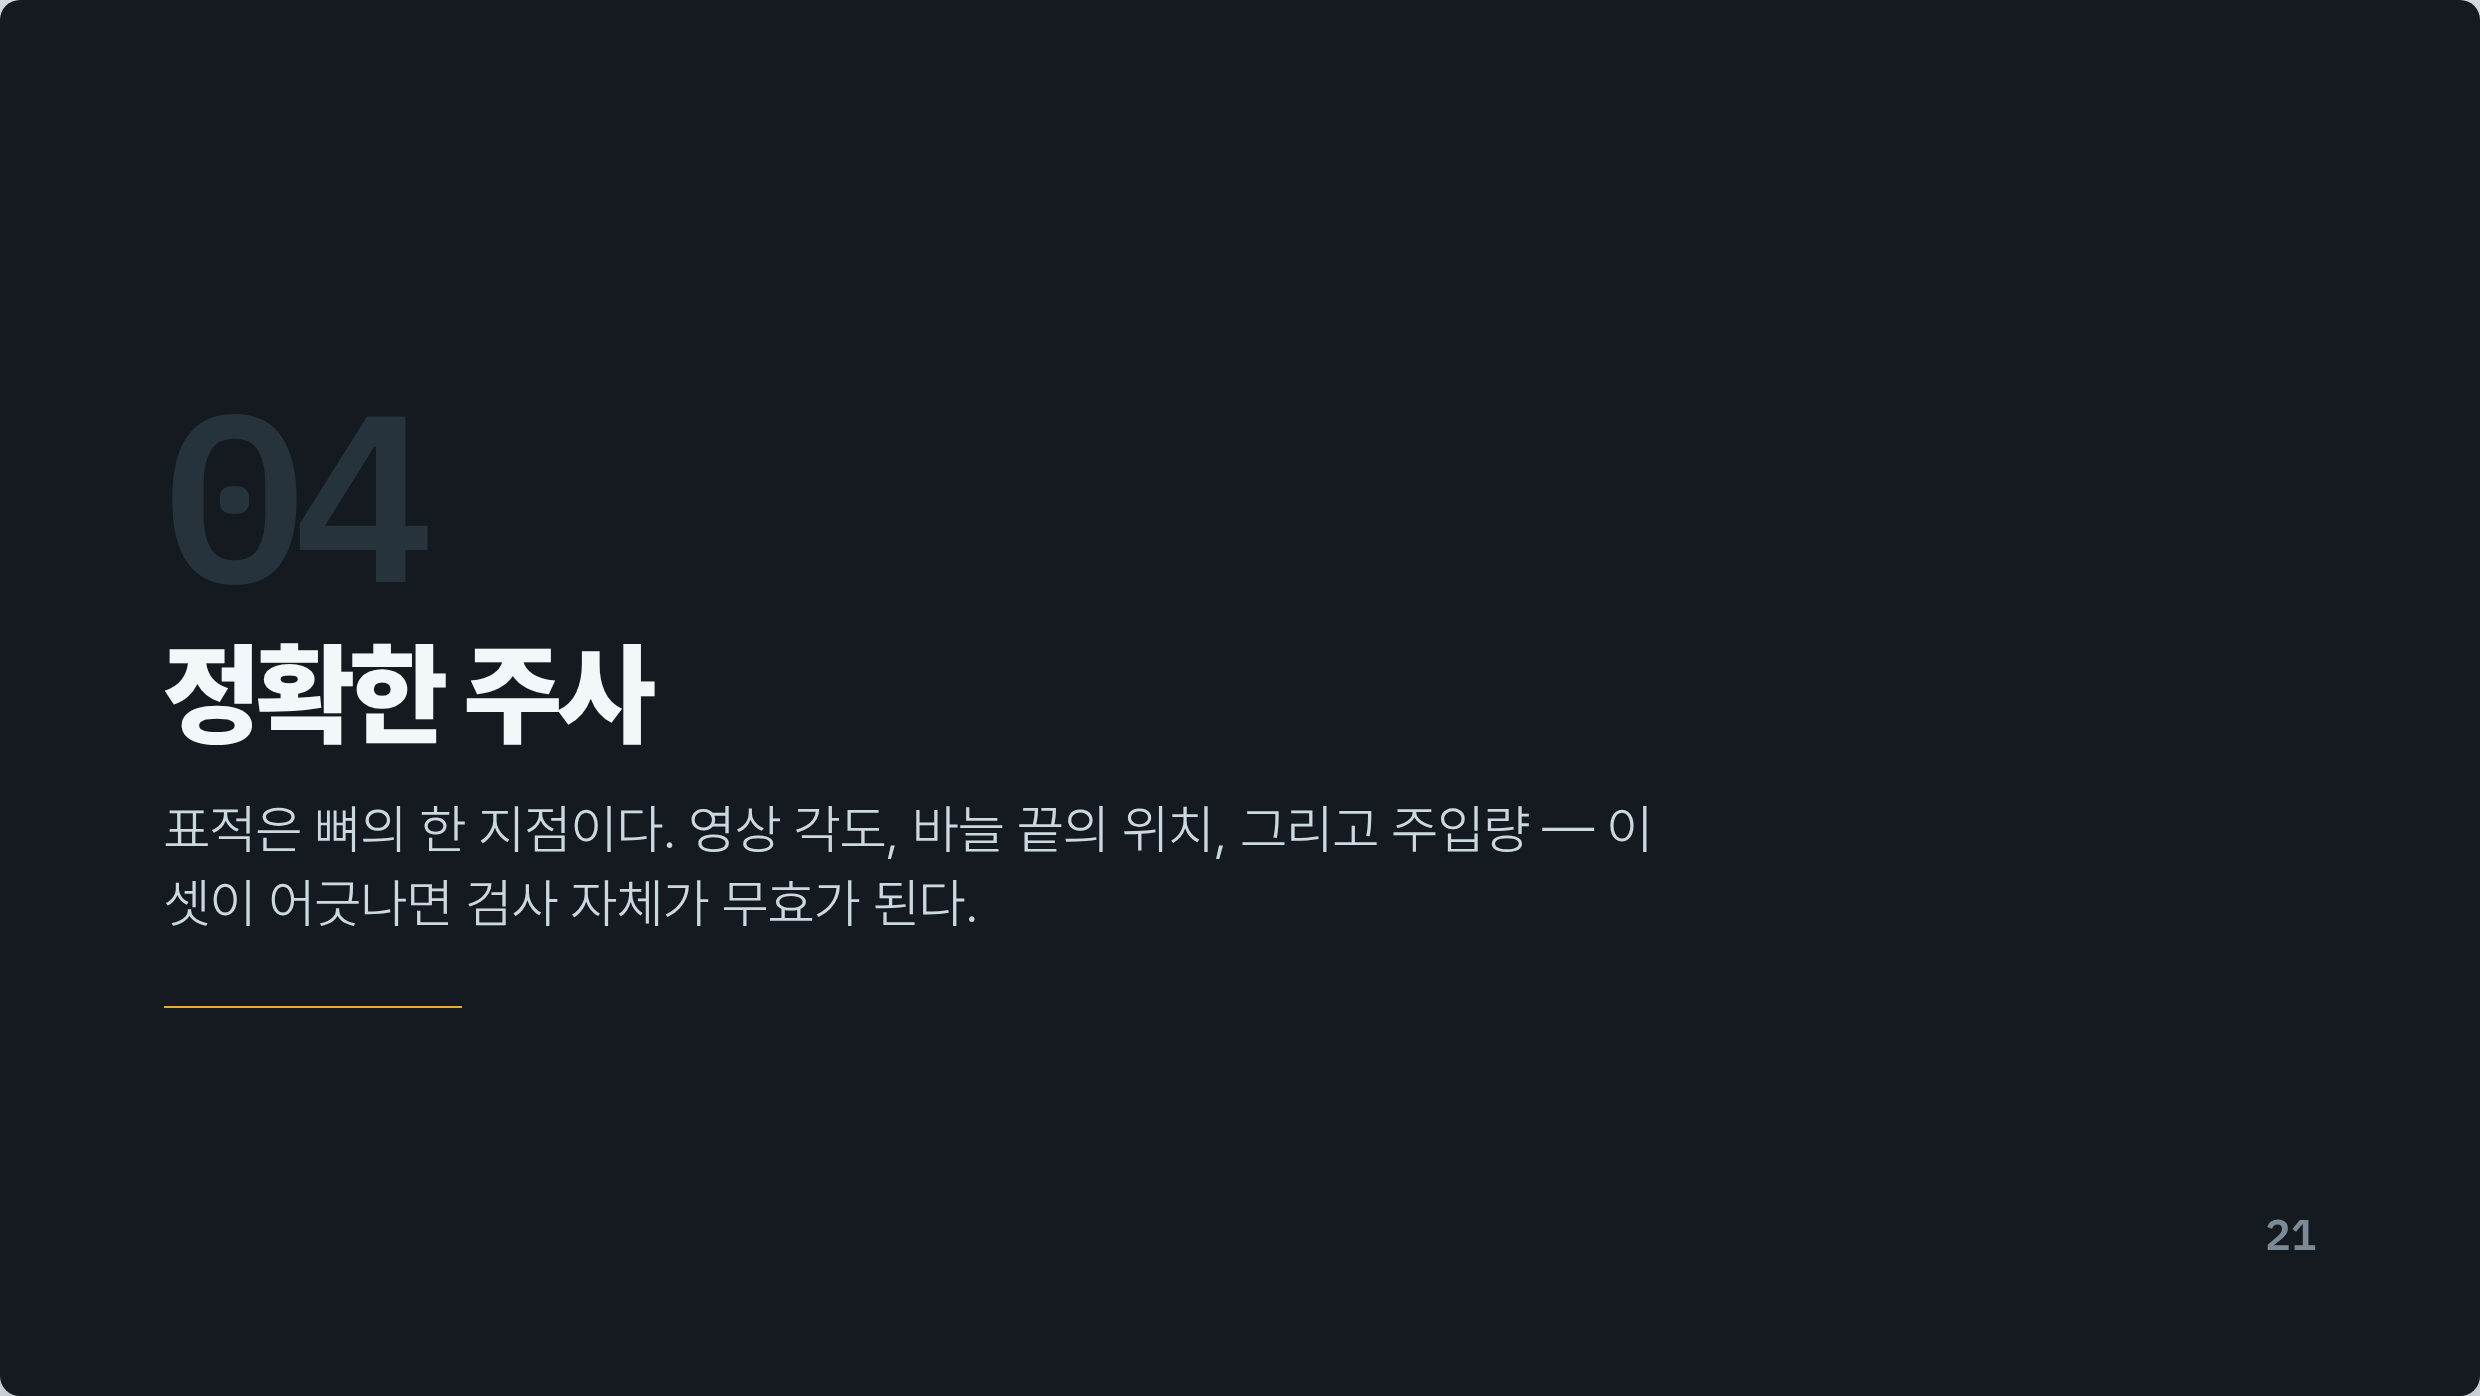 04
정확한 주사
표적은 뼈의 한 지점이다. 영상 각도, 바늘 끝의 위치, 그리고 주입량 — 이
셋이 어긋나면 검사 자체가 무효가 된다.
21